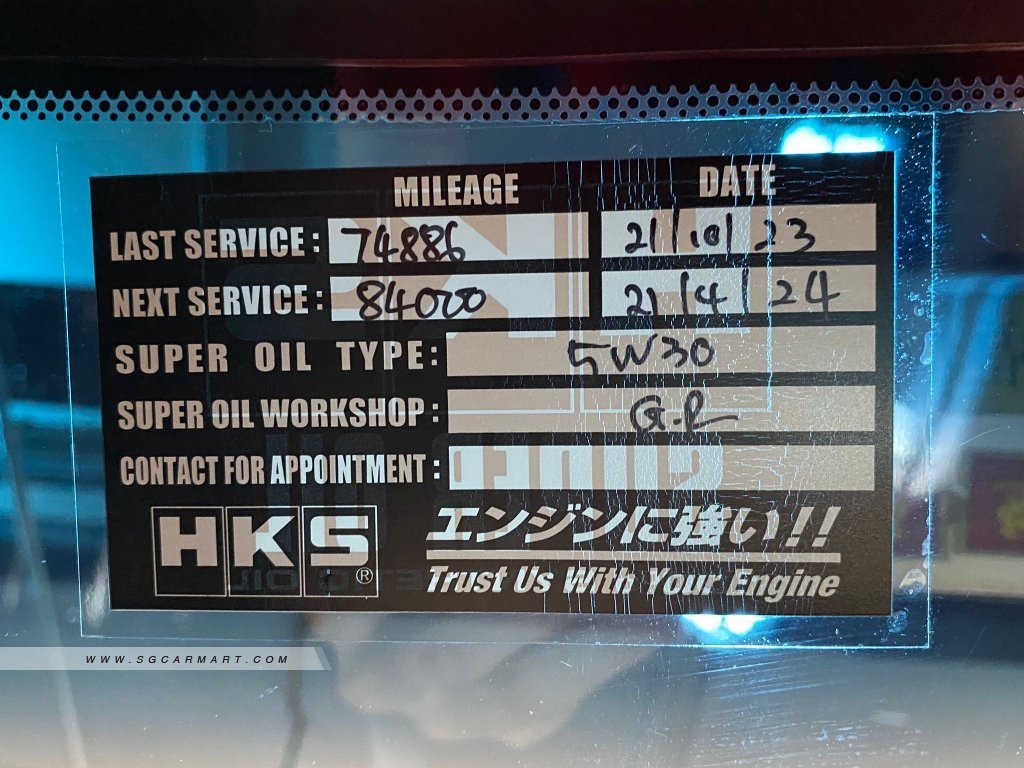 MILEAGE DATE
LAST SERVICE: 74886 21/10/23
NEXT SERVICE: 84000 21/4/24
SUPER OIL TYPE: 5W30
SUPER OIL WORKSHOP: G.R
CONTACT FOR APPOINTMENT:
HKS® エンジンに強い!!
Trust Us With Your Engine
WWW.SGCARMART.COM